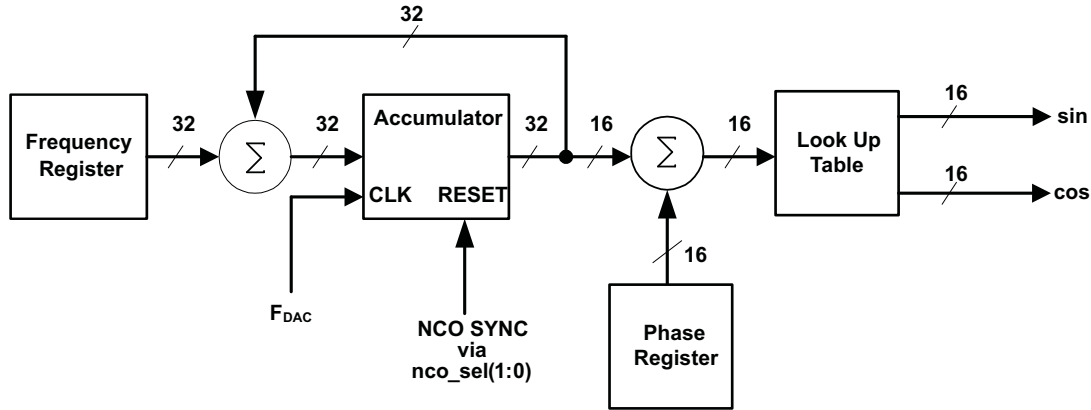 32
Frequency
Register
32
Σ
32
Accumulator
CLK RESET
32
16
Σ
16
Look Up
Table
16
sin
16
cos
16
F_DAC
NCO SYNC
via
nco_sel(1:0)
Phase
Register